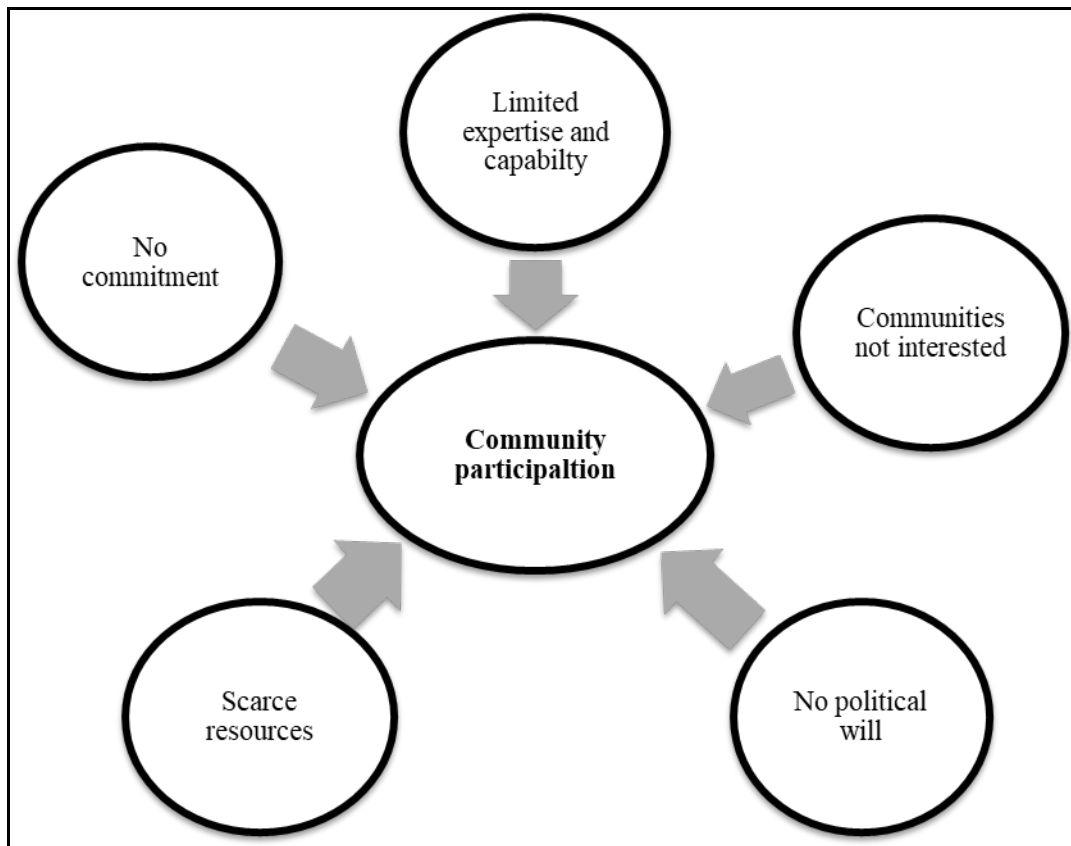 Limited
expertise and
capabilty
No
commitment
Communities
not interested
Community
participaltion
Scarce
resources
No political
will